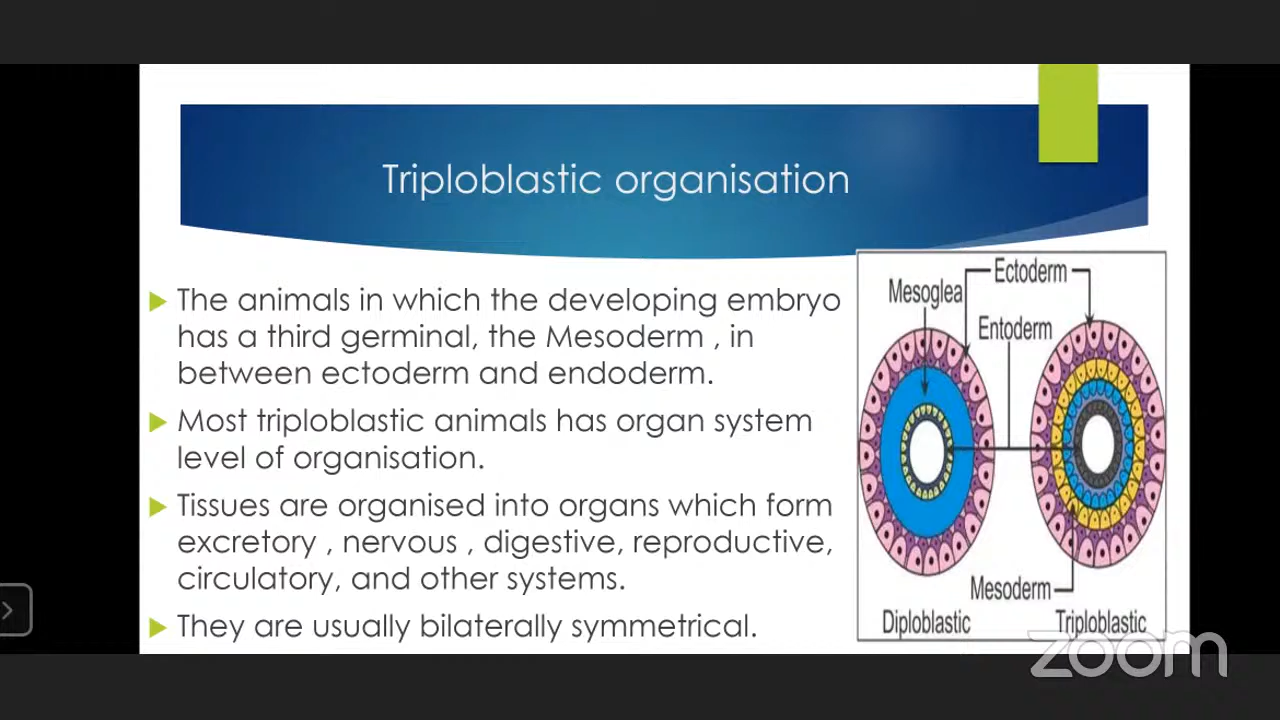 Triploblastic organisation
The animals in which the developing embryo
has a third germinal, the Mesoderm , in
between ectoderm and endoderm.
Most triploblastic animals has organ system
level of organisation.
Tissues are organised into organs which form
excretory , nervous , digestive, reproductive,
circulatory, and other systems.
They are usually bilaterally symmetrical.
Ectoderm
Mesoglea
Entoderm
Mesoderm
Diploblastic
Triploblastic
zoom